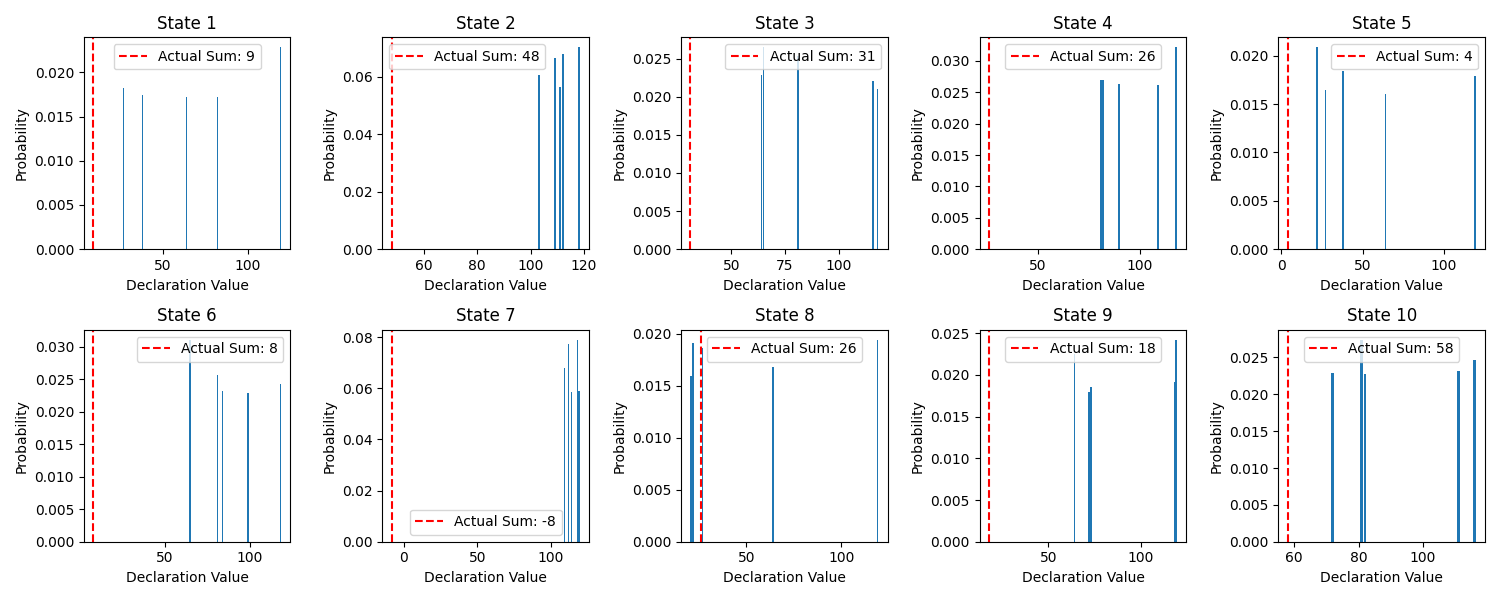 State 1
Actual Sum: 9
Probability
0.020
0.015
0.010
0.005
0.000
50
100
Declaration Value
State 2
Actual Sum: 48
Probability
0.06
0.04
0.02
0.00
60
80
100
120
Declaration Value
State 3
Actual Sum: 31
Probability
0.025
0.020
0.015
0.010
0.005
0.000
50
75
100
Declaration Value
State 4
Actual Sum: 26
Probability
0.030
0.025
0.020
0.015
0.010
0.005
0.000
50
100
Declaration Value
State 5
Actual Sum: 4
Probability
0.020
0.015
0.010
0.005
0.000
0
50
100
Declaration Value
State 6
Actual Sum: 8
Probability
0.030
0.025
0.020
0.015
0.010
0.005
0.000
50
100
Declaration Value
State 7
Actual Sum: -8
Probability
0.08
0.06
0.04
0.02
0.00
0
50
100
Declaration Value
State 8
Actual Sum: 26
Probability
0.020
0.015
0.010
0.005
0.000
50
100
Declaration Value
State 9
Actual Sum: 18
Probability
0.025
0.020
0.015
0.010
0.005
0.000
50
100
Declaration Value
State 10
Actual Sum: 58
Probability
0.025
0.020
0.015
0.010
0.005
0.000
60
80
100
Declaration Value